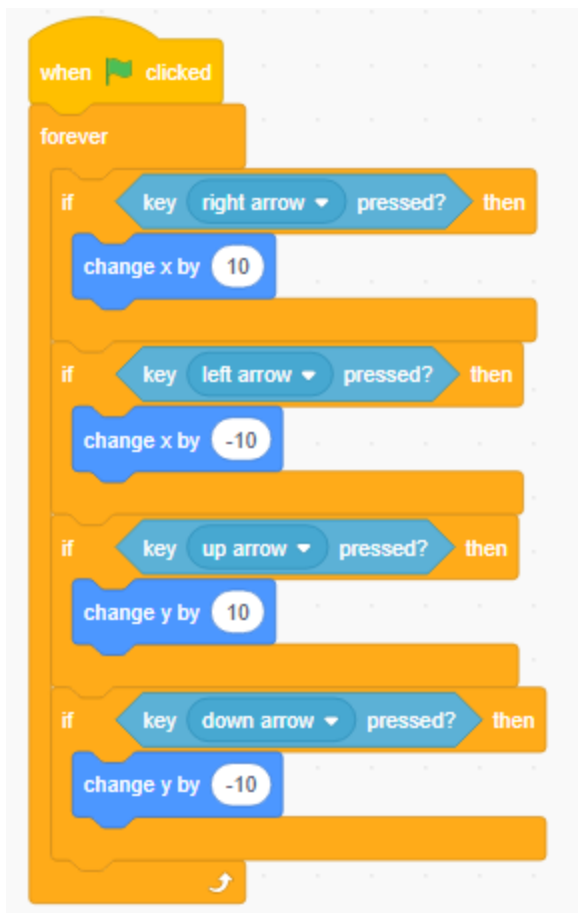 when clicked
forever
if key right arrow pressed? then
change x by 10
if key left arrow pressed? then
change x by -10
if key up arrow pressed? then
change y by 10
if key down arrow pressed? then
change y by -10